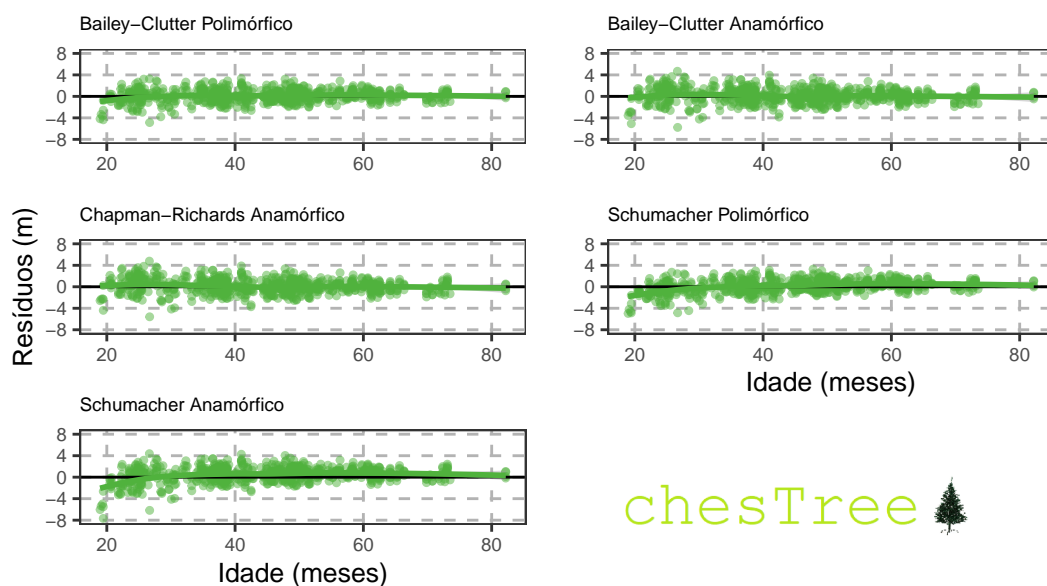 Bailey−Clutter Polimórfico
8
4
0
−4
−8
20 40 60 80
Bailey−Clutter Anamórfico
8
4
0
−4
−8
20 40 60 80
Chapman−Richards Anamórfico
8
4
0
−4
−8
20 40 60 80
Schumacher Polimórfico
8
4
0
−4
−8
20 40 60 80
Idade (meses)
Resíduos (m)
Schumacher Anamórfico
8
4
0
−4
−8
20 40 60 80
Idade (meses)
chesTree